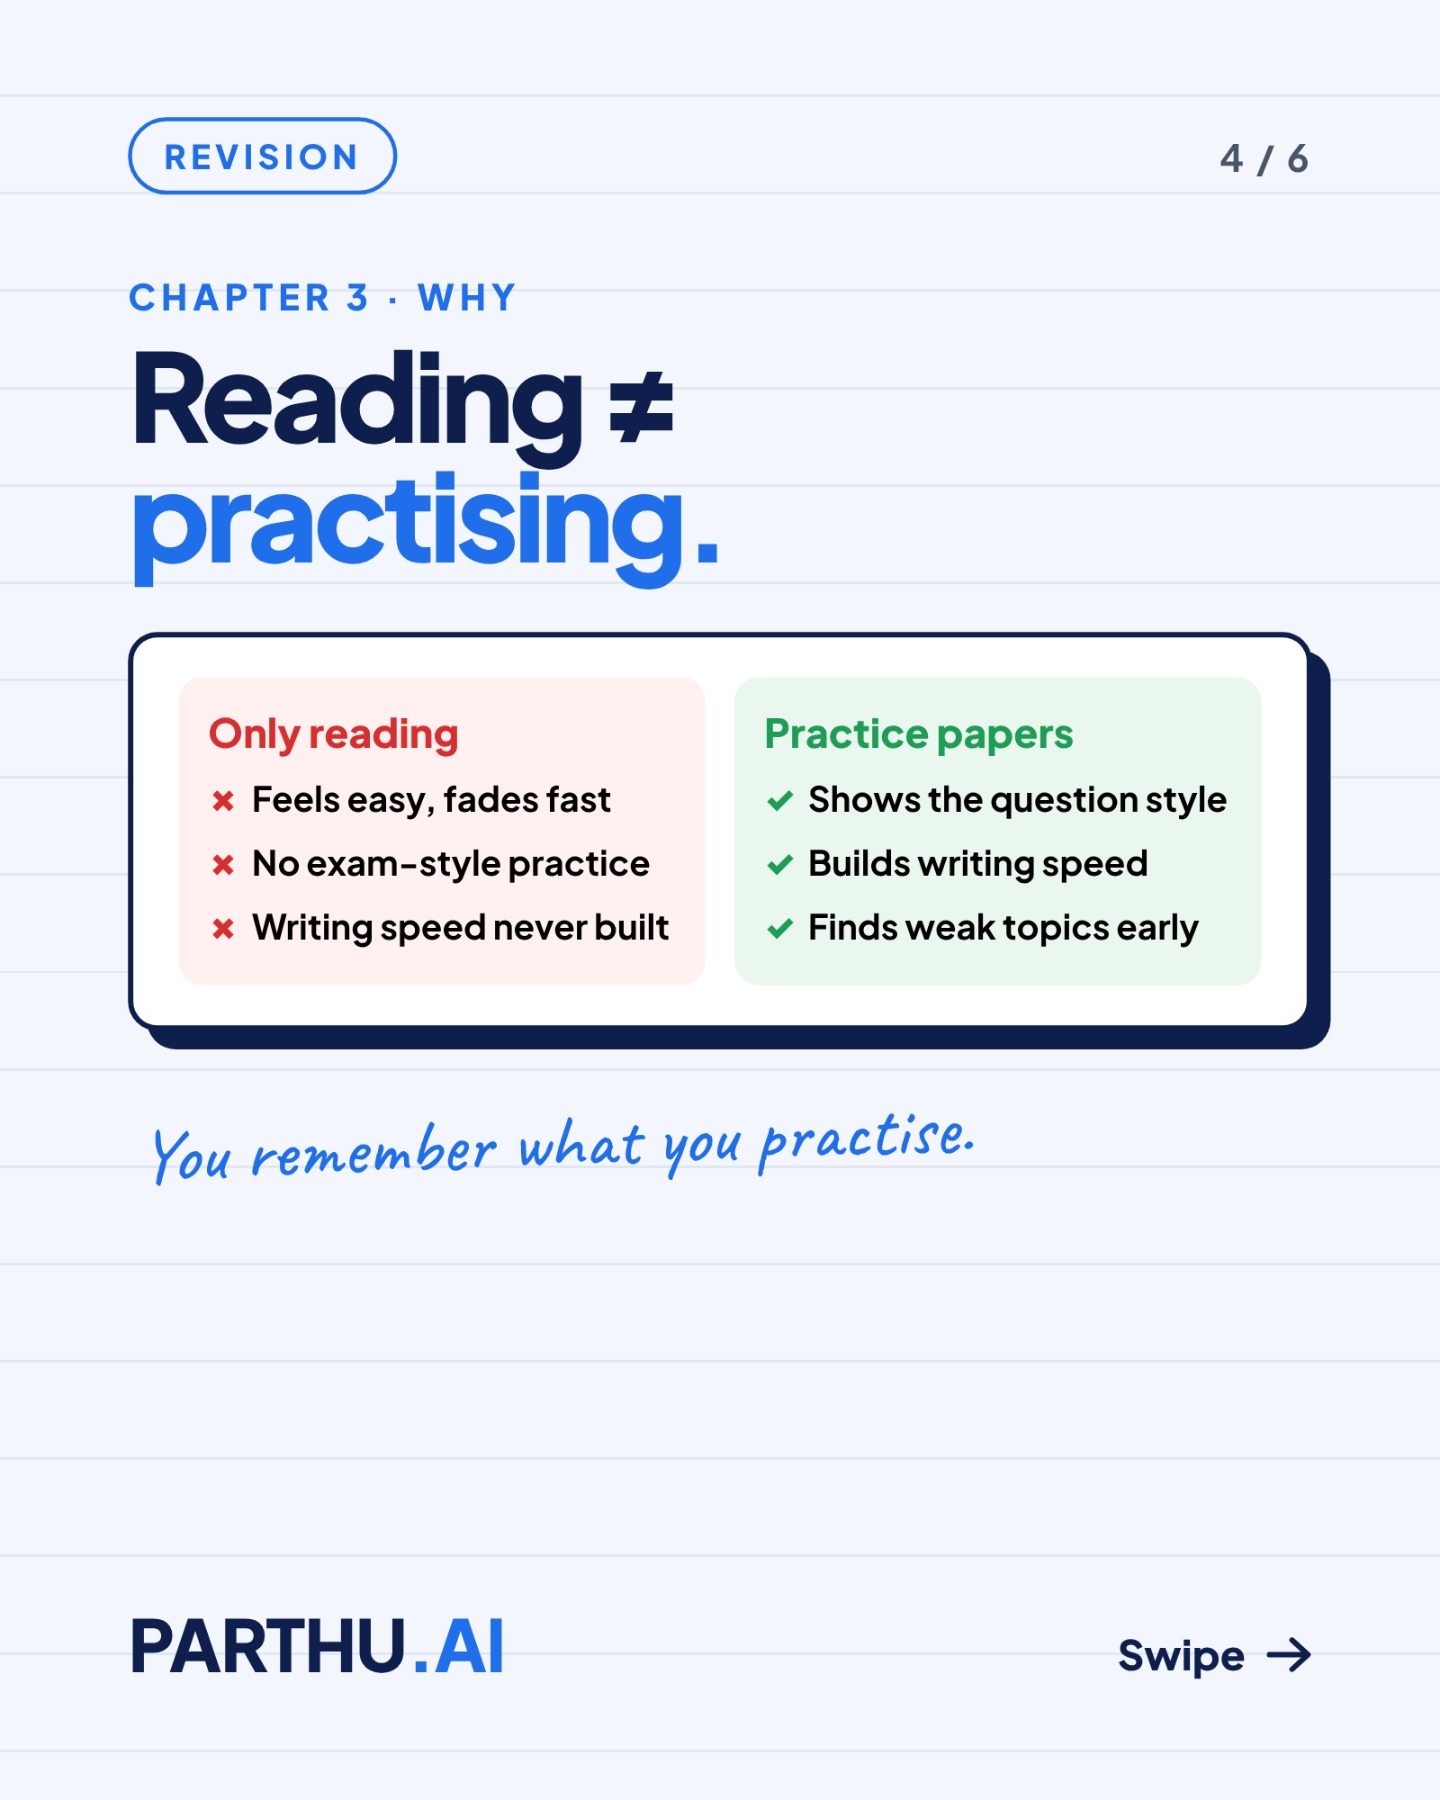 REVISION
4 / 6
CHAPTER 3 · WHY
Reading ≠
practising.
Only reading
✖ Feels easy, fades fast
✖ No exam-style practice
✖ Writing speed never built
Practice papers
✔ Shows the question style
✔ Builds writing speed
✔ Finds weak topics early
You remember what you practise.
PARTHU.AI
Swipe →